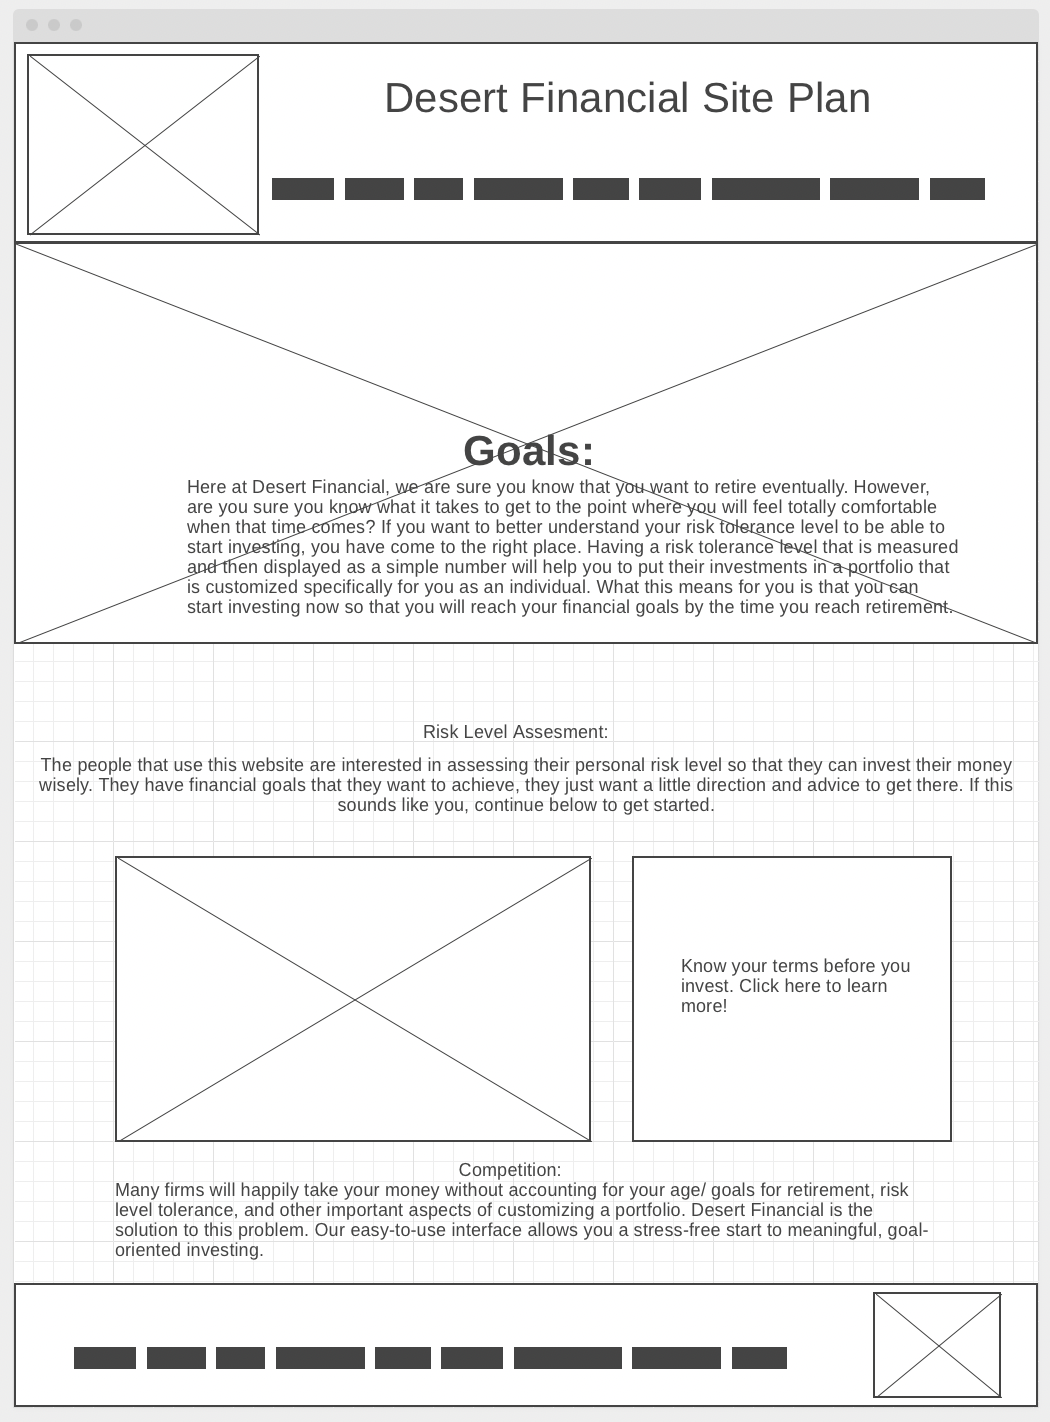 Desert Financial Site Plan
Goals:
Here at Desert Financial, we are sure you know that you want to retire eventually. However,
are you sure you know what it takes to get to the point where you will feel totally comfortable
when that time comes? If you want to better understand your risk tolerance level to be able to
start investing, you have come to the right place. Having a risk tolerance level that is measured
and then displayed as a simple number will help you to put their investments in a portfolio that
is customized specifically for you as an individual. What this means for you is that you can
start investing now so that you will reach your financial goals by the time you reach retirement.
Risk Level Assesment:
The people that use this website are interested in assessing their personal risk level so that they can invest their money
wisely. They have financial goals that they want to achieve, they just want a little direction and advice to get there. If this
sounds like you, continue below to get started.
Know your terms before you
invest. Click here to learn
more!
Competition:
Many firms will happily take your money without accounting for your age/ goals for retirement, risk
level tolerance, and other important aspects of customizing a portfolio. Desert Financial is the
solution to this problem. Our easy-to-use interface allows you a stress-free start to meaningful, goal-
oriented investing.